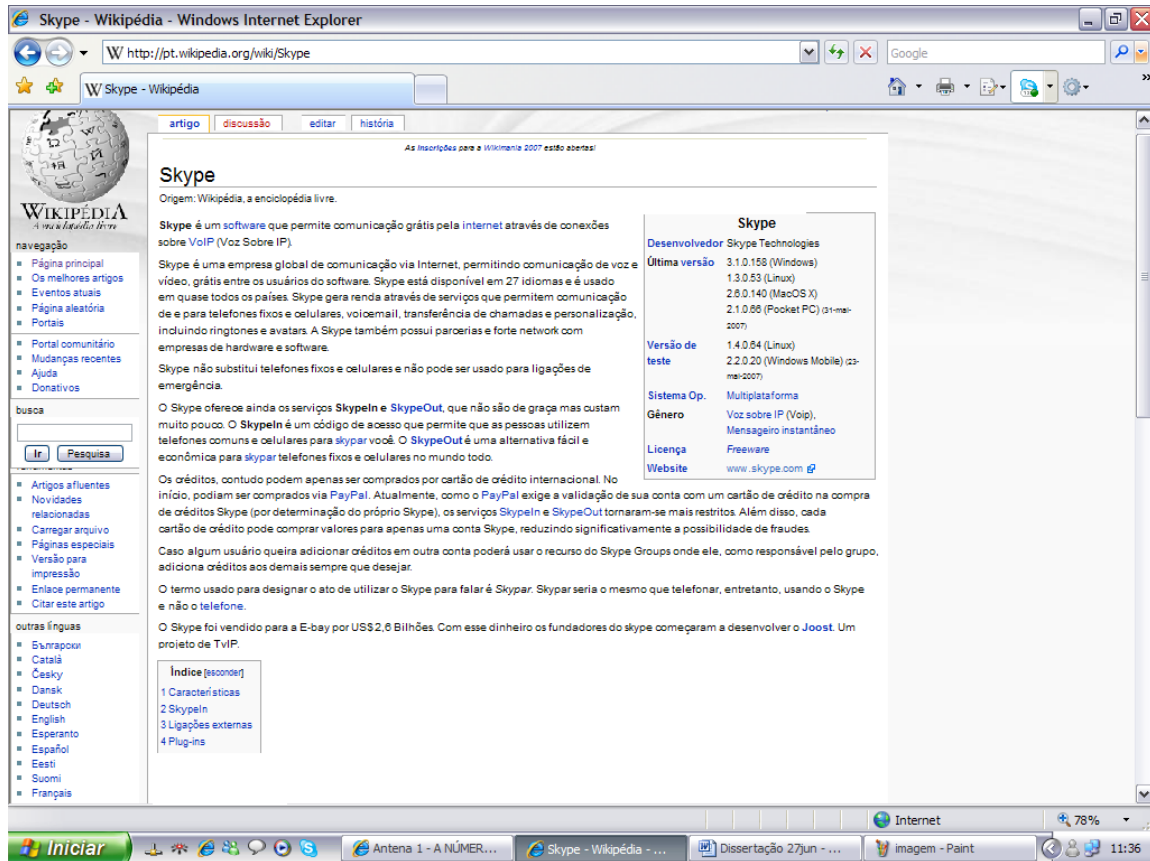 Skype - Wikipédia - Windows Internet Explorer
http://pt.wikipedia.org/wiki/Skype
Google
Skype - Wikipédia
WIKIPÉDIA
A enciclopédia livre
navegação
Página principal
Os melhores artigos
Eventos atuais
Página aleatória
Portais
Portal comunitário
Mudanças recentes
Ajuda
Donativos
busca
Ir Pesquisa
Artigos afluentes
Novidades
relacionadas
Carregar arquivo
Páginas especiais
Versão para
impressão
Enlace permanente
Citar este artigo
outras línguas
Български
Català
Česky
Dansk
Deutsch
English
Esperanto
Español
Eesti
Suomi
Français
artigo discussão editar história
As inscrições para a Wikimania 2007 estão abertas!
Skype
Origem: Wikipédia, a enciclopédia livre.
Skype é um software que permite comunicação grátis pela internet através de conexões
sobre VoIP (Voz Sobre IP).
Skype é uma empresa global de comunicação via Internet, permitindo comunicação de voz e
vídeo, grátis entre os usuários do software. Skype está disponível em 27 idiomas e é usado
em quase todos os países. Skype gera renda através de serviços que permitem comunicação
de e para telefones fixos e celulares, voicemail, transferência de chamadas e personalização,
incluindo ringtones e avatars. A Skype também possui parcerias e forte network com
empresas de hardware e software.
Skype não substitui telefones fixos e celulares e não pode ser usado para ligações de
emergência.
O Skype oferece ainda os serviços SkypeIn e SkypeOut, que não são de graça mas custam
muito pouco. O SkypeIn é um código de acesso que permite que as pessoas utilizem
telefones comuns e celulares para skypar você. O SkypeOut é uma alternativa fácil e
econômica para skypar telefones fixos e celulares no mundo todo.
Os créditos, contudo podem apenas ser comprados por cartão de crédito internacional. No
início, podiam ser comprados via PayPal. Atualmente, como o PayPal exige a validação de sua conta com um cartão de crédito na compra
de créditos Skype (por determinação do próprio Skype), os serviços SkypeIn e SkypeOut tornaram-se mais restritos. Além disso, cada
cartão de crédito pode comprar valores para apenas uma conta Skype, reduzindo significativamente a possibilidade de fraudes.
Caso algum usuário queira adicionar créditos em outra conta poderá usar o recurso do Skype Groups onde ele, como responsável pelo grupo,
adiciona créditos aos demais sempre que desejar.
O termo usado para designar o ato de utilizar o Skype para falar é Skypar. Skypar seria o mesmo que telefonar, entretanto, usando o Skype
e não o telefone.
O Skype foi vendido para a E-bay por US$2,6 Bilhões. Com esse dinheiro os fundadores do skype começaram a desenvolver o Joost. Um
projeto de TvIP.
Skype
Desenvolvedor Skype Technologies
Última versão 3.1.0.158 (Windows)
1.3.0.53 (Linux)
2.6.0.140 (MacOS X)
2.1.0.66 (Pocket PC) (31-mai-
2007)
Versão de 1.4.0.64 (Linux)
teste 2.2.0.20 (Windows Mobile) (23-
mai-2007)
Sistema Op. Multiplataforma
Gênero Voz sobre IP (Voip),
Mensageiro instantâneo
Licença Freeware
Website www.skype.com
Índice [esconder]
1 Características
2 SkypeIn
3 Ligações externas
4 Plug-ins
Internet 78%
Iniciar Antena 1 - A NÚMER... Skype - Wikipédia - ... Dissertação 27jun - ... imagem - Paint 11:36